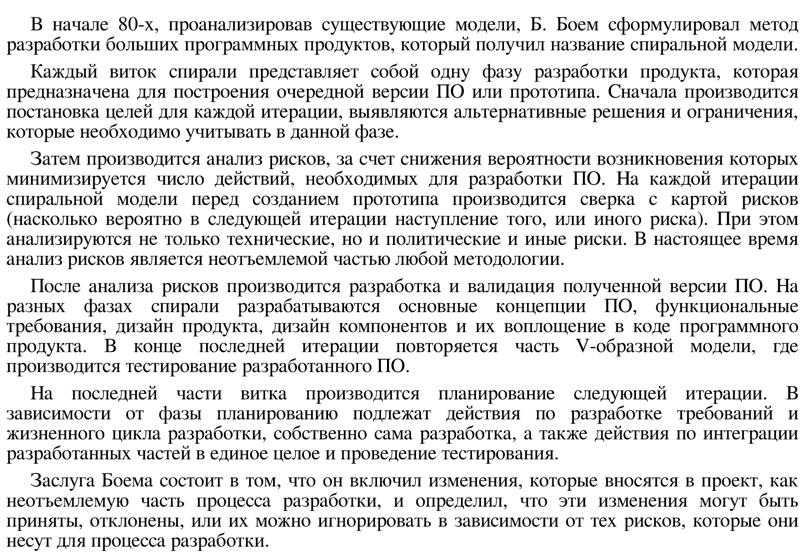 В начале 80-х, проанализировав существующие модели, Б. Боем сформулировал метод
разработки больших программных продуктов, который получил название спиральной модели.
Каждый виток спирали представляет собой одну фазу разработки продукта, которая
предназначена для построения очередной версии ПО или прототипа. Сначала производится
постановка целей для каждой итерации, выявляются альтернативные решения и ограничения,
которые необходимо учитывать в данной фазе.
Затем производится анализ рисков, за счет снижения вероятности возникновения которых
минимизируется число действий, необходимых для разработки ПО. На каждой итерации
спиральной модели перед созданием прототипа производится сверка с картой рисков
(насколько вероятно в следующей итерации наступление того, или иного риска). При этом
анализируются не только технические, но и политические и иные риски. В настоящее время
анализ рисков является неотъемлемой частью любой методологии.
После анализа рисков производится разработка и валидация полученной версии ПО. На
разных фазах спирали разрабатываются основные концепции ПО, функциональные
требования, дизайн продукта, дизайн компонентов и их воплощение в коде программного
продукта. В конце последней итерации повторяется часть V-образной модели, где
производится тестирование разработанного ПО.
На последней части витка производится планирование следующей итерации. В
зависимости от фазы планированию подлежат действия по разработке требований и
жизненного цикла разработки, собственно сама разработка, а также действия по интеграции
разработанных частей в единое целое и проведение тестирования.
Заслуга Боема состоит в том, что он включил изменения, которые вносятся в проект, как
неотъемлемую часть процесса разработки, и определил, что эти изменения могут быть
приняты, отклонены, или их можно игнорировать в зависимости от тех рисков, которые они
несут для процесса разработки.